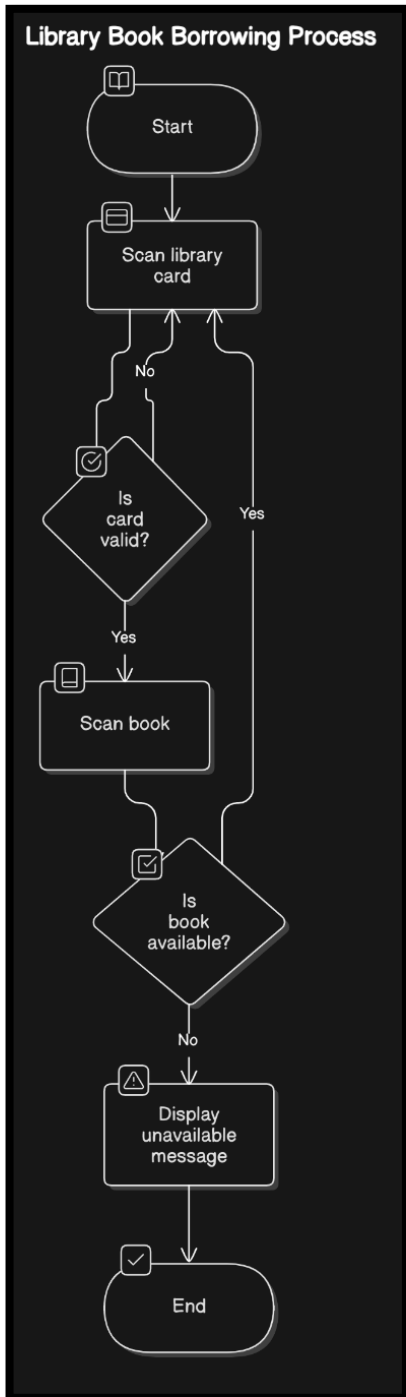 Library Book Borrowing Process
Start
Scan library
card
No
Is
card
valid?
Yes
Yes
Scan book
Is
book
available?
No
Display
unavailable
message
End